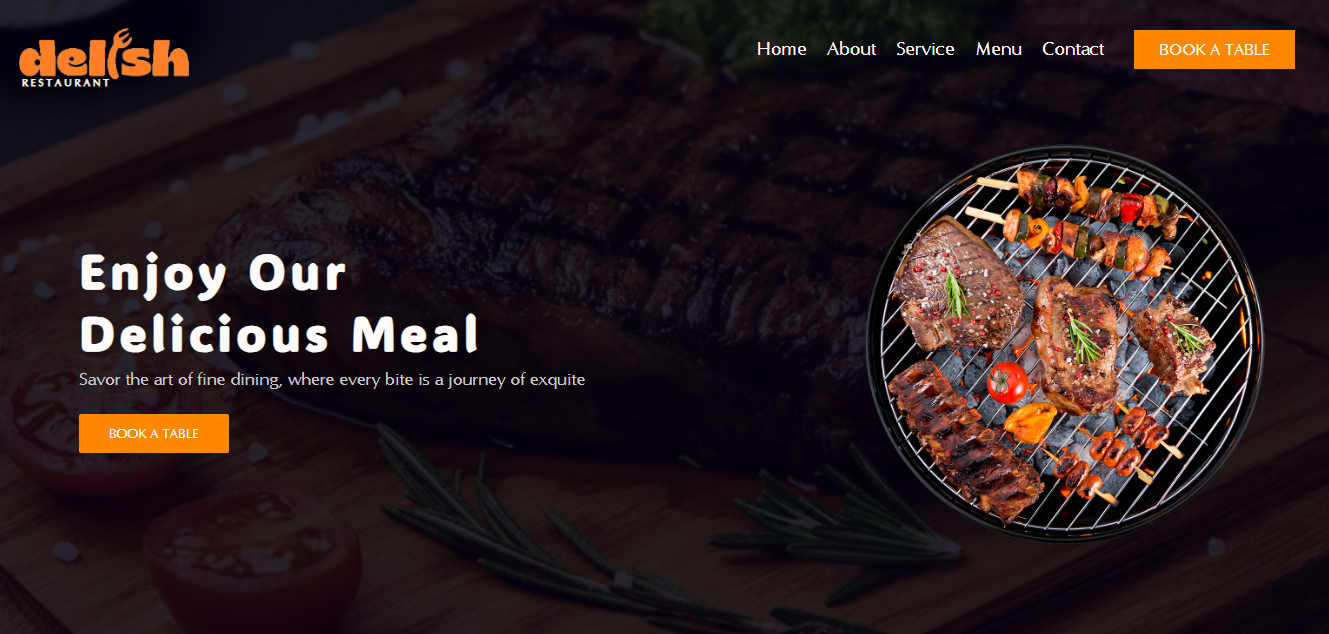 delish
RESTAURANT
Home About Service Menu Contact BOOK A TABLE
Enjoy Our
Delicious Meal
Savor the art of fine dining, where every bite is a journey of exquite
BOOK A TABLE